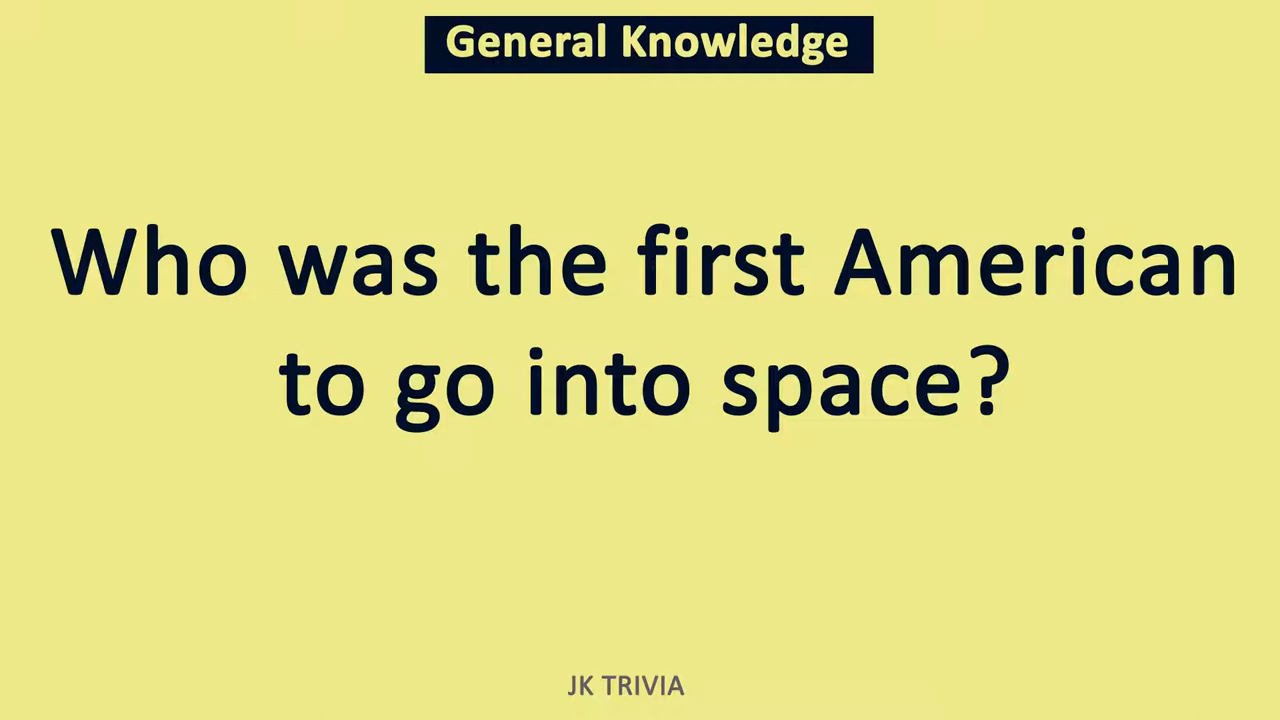 General Knowledge
Who was the first American
to go into space?
JK TRIVIA